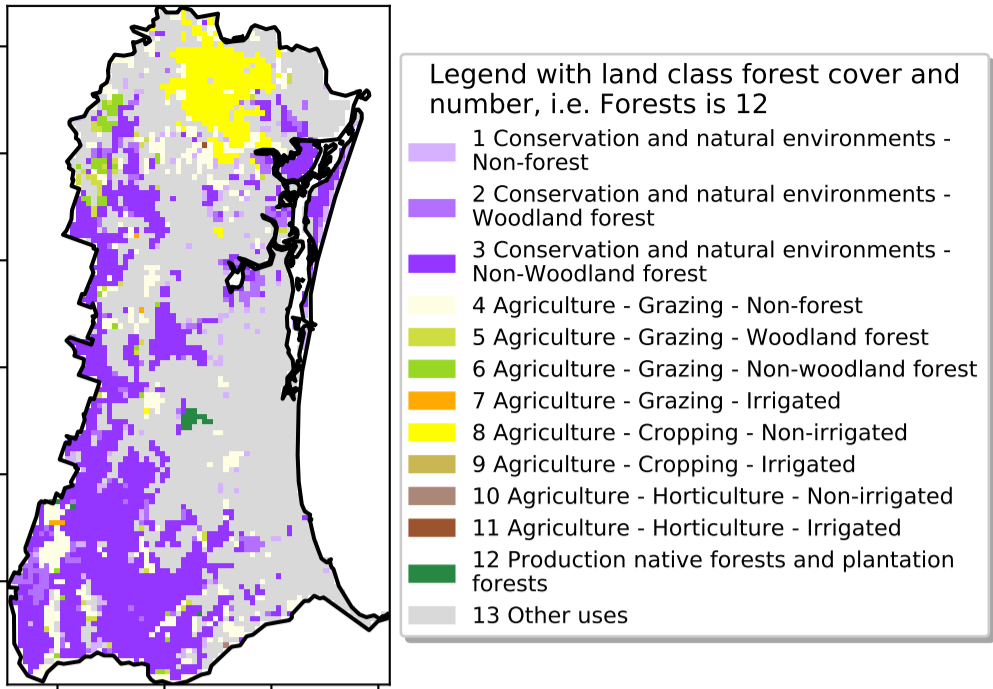 Legend with land class forest cover and
number, i.e. Forests is 12
1 Conservation and natural environments -
Non-forest
2 Conservation and natural environments -
Woodland forest
3 Conservation and natural environments -
Non-Woodland forest
4 Agriculture - Grazing - Non-forest
5 Agriculture - Grazing - Woodland forest
6 Agriculture - Grazing - Non-woodland forest
7 Agriculture - Grazing - Irrigated
8 Agriculture - Cropping - Non-irrigated
9 Agriculture - Cropping - Irrigated
10 Agriculture - Horticulture - Non-irrigated
11 Agriculture - Horticulture - Irrigated
12 Production native forests and plantation
forests
13 Other uses